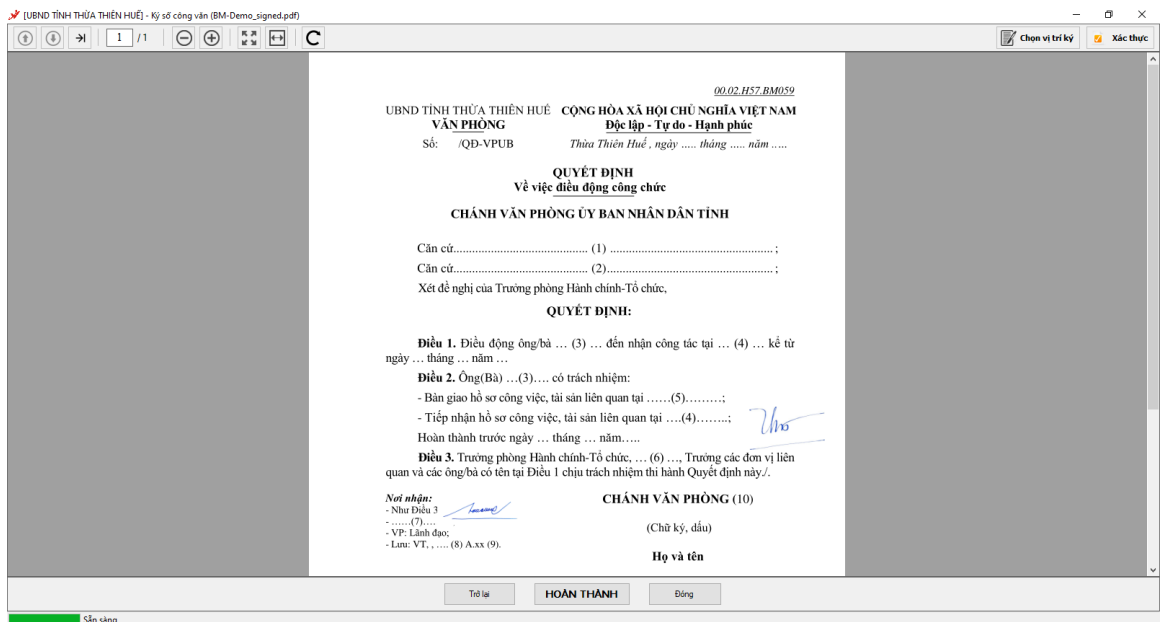 [UBND TỈNH THỪA THIÊN HUẾ] - Ký số công văn (BM-Demo_signed.pdf)
1 / 1 Chọn vị trí ký Xác thực
00.02.H57.BM059
UBND TỈNH THỪA THIÊN HUẾ CỘNG HÒA XÃ HỘI CHỦ NGHĨA VIỆT NAM
VĂN PHÒNG Độc lập - Tự do - Hạnh phúc
Số: /QĐ-VPUB Thừa Thiên Huế , ngày ..... tháng ..... năm .....
QUYẾT ĐỊNH
Về việc điều động công chức
CHÁNH VĂN PHÒNG ỦY BAN NHÂN DÂN TỈNH
Căn cứ........................................... (1) .................................................... ;
Căn cứ........................................... (2)..................................................... ;
Xét đề nghị của Trưởng phòng Hành chính-Tổ chức,
QUYẾT ĐỊNH:
Điều 1. Điều động ông/bà … (3) … đến nhận công tác tại … (4) … kể từ
ngày … tháng … năm …
Điều 2. Ông(Bà) …(3)…. có trách nhiệm:
- Bàn giao hồ sơ công việc, tài sản liên quan tại ……(5)………;
- Tiếp nhận hồ sơ công việc, tài sản liên quan tại ….(4)……..;
Hoàn thành trước ngày … tháng … năm…..
Điều 3. Trưởng phòng Hành chính-Tổ chức, … (6) …, Trưởng các đơn vị liên
quan và các ông/bà có tên tại Điều 1 chịu trách nhiệm thi hành Quyết định này./.
Nơi nhận: CHÁNH VĂN PHÒNG (10)
- Như Điều 3
- ……(7)….
(Chữ ký, dấu)
- VP: Lãnh đạo;
- Lưu: VT, , …. (8) A.xx (9).
Họ và tên
Trở lại HOÀN THÀNH Đóng
Sẵn sàng